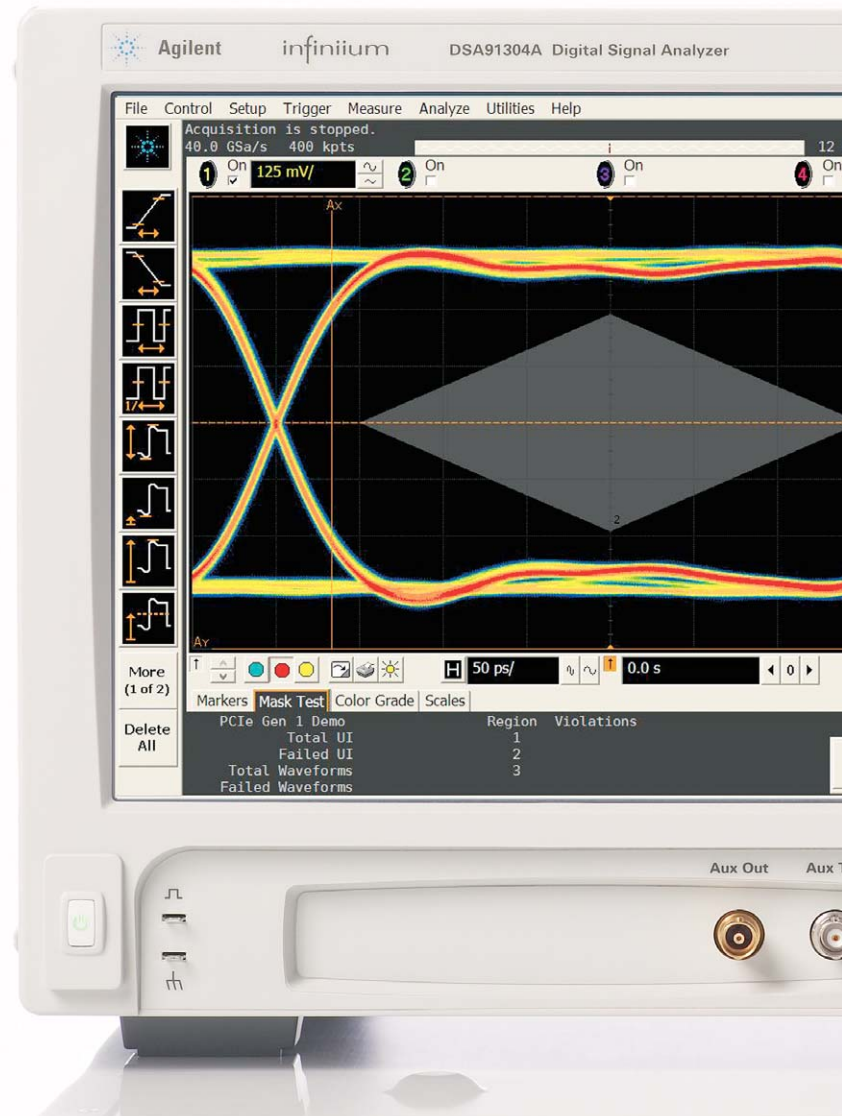 Agilent infiniium DSA91304A Digital Signal Analyzer
File Control Setup Trigger Measure Analyze Utilities Help
Acquisition is stopped.
40.0 GSa/s 400 kpts 12
1 On 125 mV/ 2 On 3 On 4 On
Ax
2
Ay
More
(1 of 2)
Delete
All
H 50 ps/ 0.0 s 0
Markers Mask Test Color Grade Scales
PCIe Gen 1 Demo Region Violations
Total UI 1
Failed UI 2
Total Waveforms 3
Failed Waveforms
Aux Out Aux